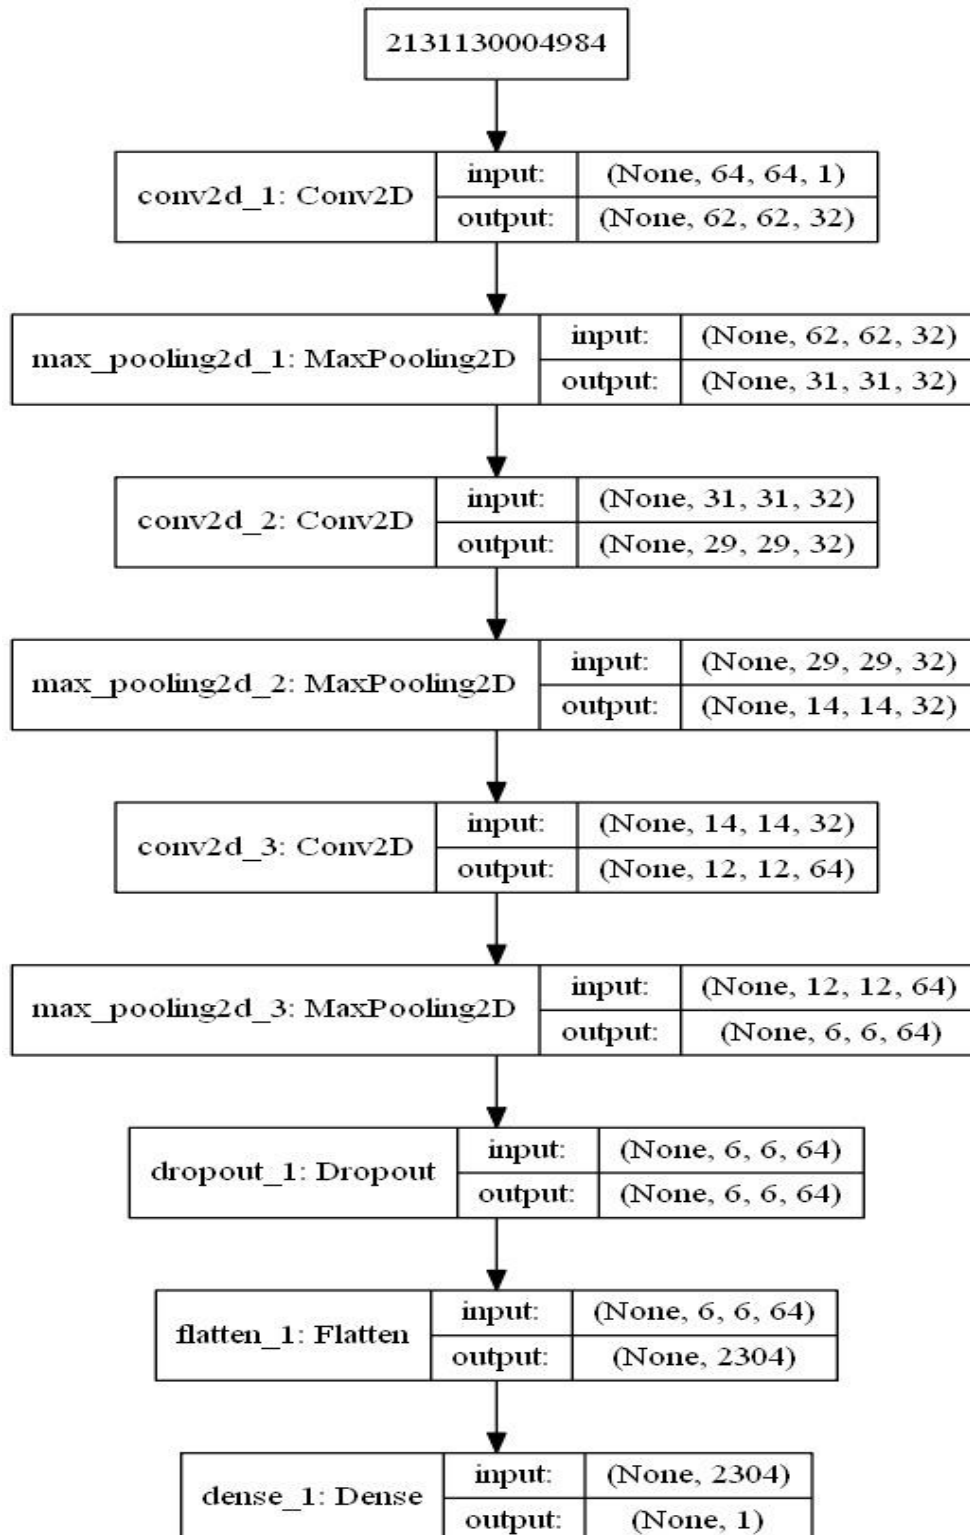 2131130004984
conv2d_1: Conv2D
input: (None, 64, 64, 1)
output: (None, 62, 62, 32)
max_pooling2d_1: MaxPooling2D
input: (None, 62, 62, 32)
output: (None, 31, 31, 32)
conv2d_2: Conv2D
input: (None, 31, 31, 32)
output: (None, 29, 29, 32)
max_pooling2d_2: MaxPooling2D
input: (None, 29, 29, 32)
output: (None, 14, 14, 32)
conv2d_3: Conv2D
input: (None, 14, 14, 32)
output: (None, 12, 12, 64)
max_pooling2d_3: MaxPooling2D
input: (None, 12, 12, 64)
output: (None, 6, 6, 64)
dropout_1: Dropout
input: (None, 6, 6, 64)
output: (None, 6, 6, 64)
flatten_1: Flatten
input: (None, 6, 6, 64)
output: (None, 2304)
dense_1: Dense
input: (None, 2304)
output: (None, 1)